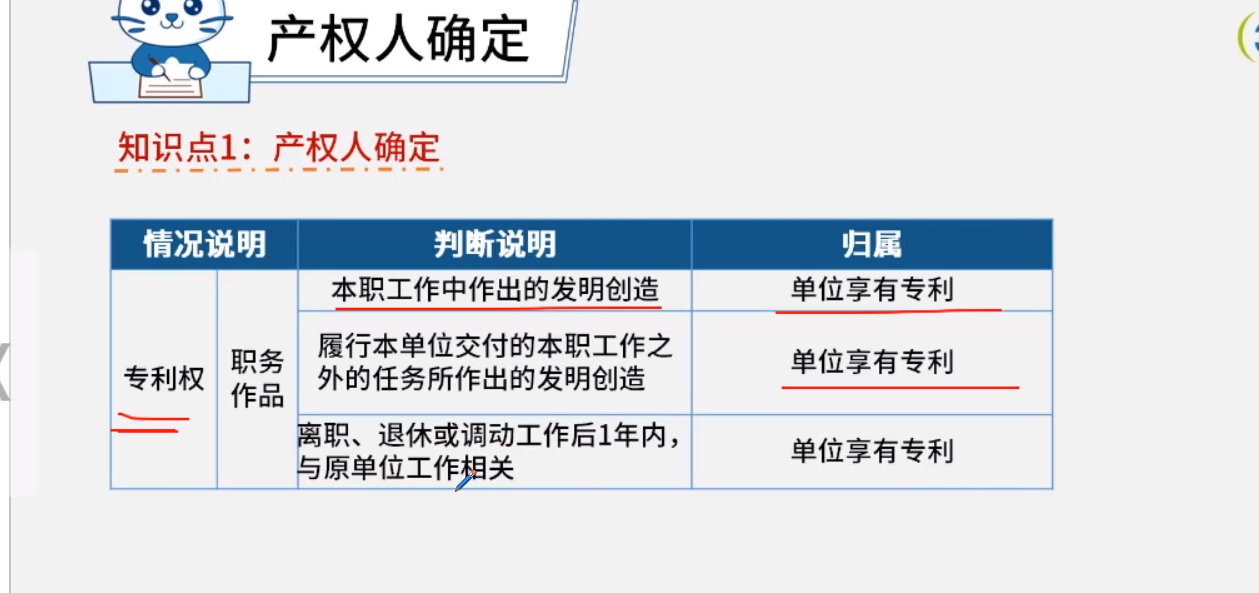 产权人确定
知识点1：产权人确定
情况说明
判断说明
归属
专利权
职务
作品
本职工作中作出的发明创造
单位享有专利
履行本单位交付的本职工作之
外的任务所作出的发明创造
单位享有专利
离职、退休或调动工作后1年内，
与原单位工作相关
单位享有专利